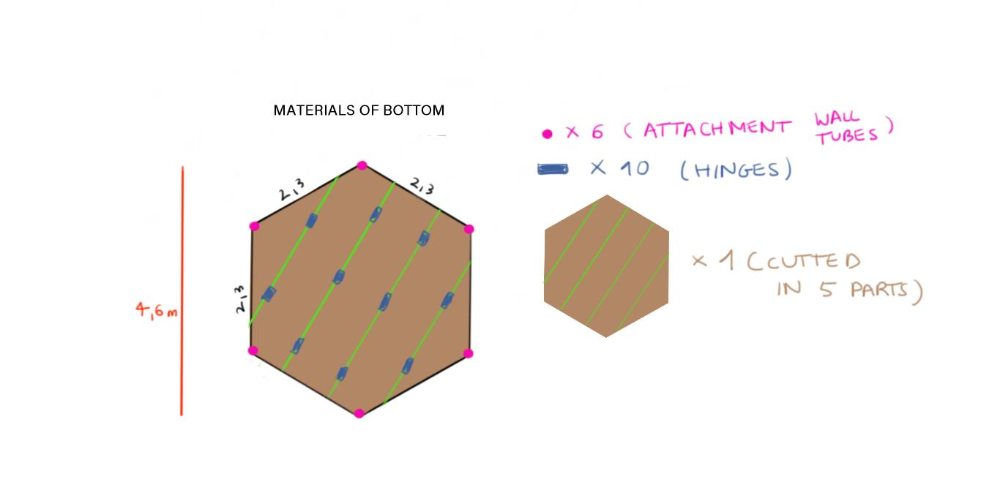 MATERIALS OF BOTTOM
2,3
2,3
2,3
4,6m
× 6 (ATTACHMENT WALL TUBES)
× 10 (HINGES)
× 1 (CUTTED
IN 5 PARTS)